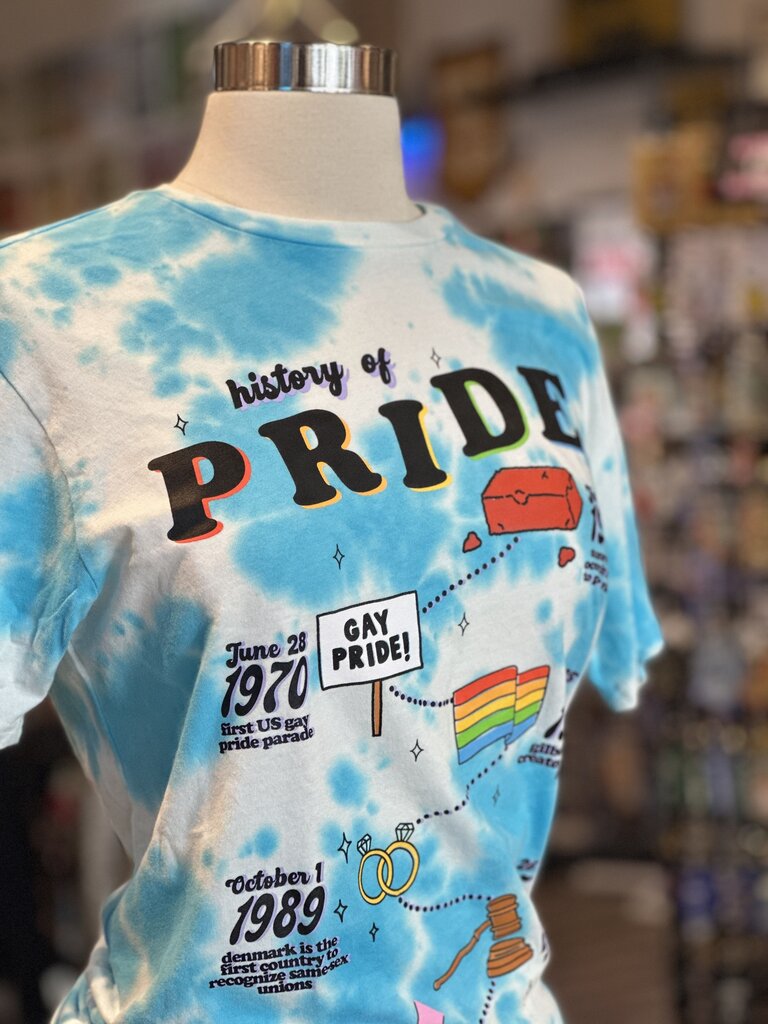 history of
PRIDE
GAY
PRIDE!
June 28
1970
first US gay
pride parade
October 1
1989
denmark is the
first country to
recognize same-sex
unions